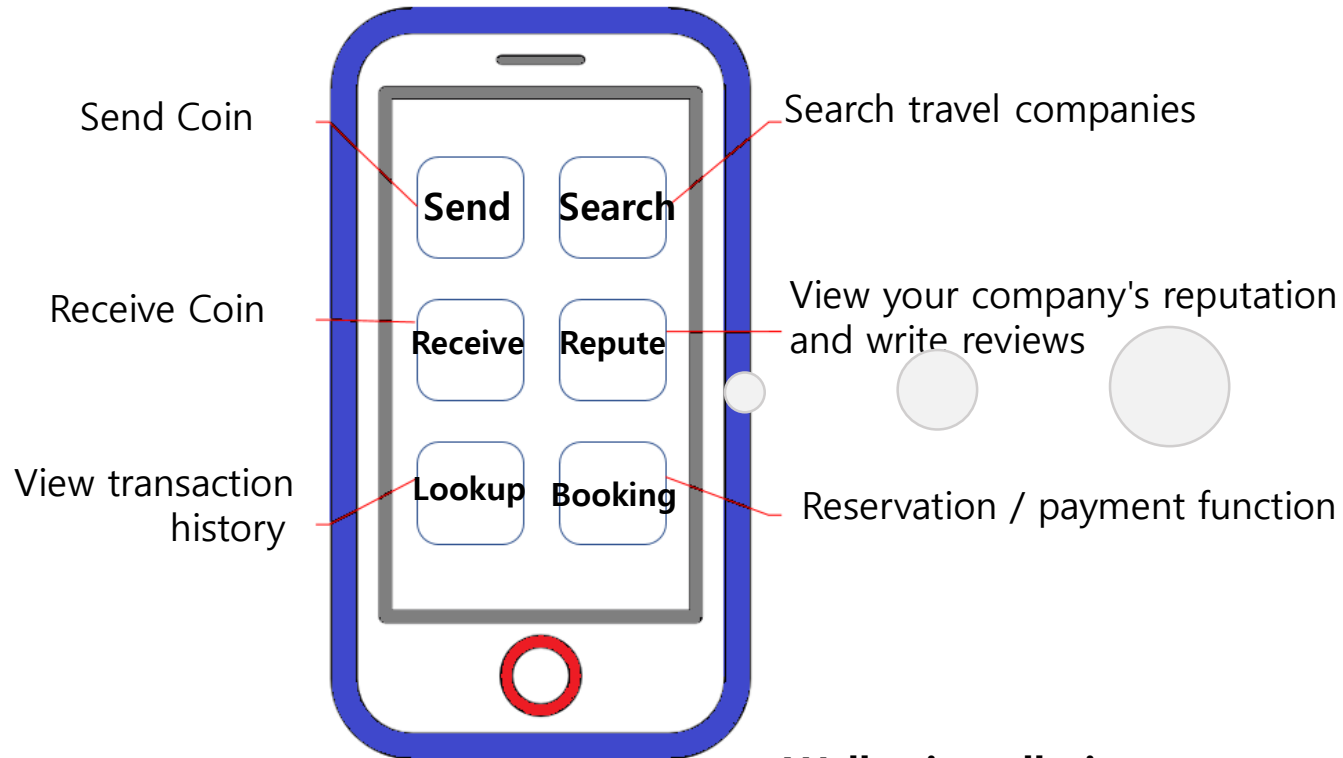 Send Coin
Search travel companies
Send
Search
Receive Coin
View your company's reputation
and write reviews
Receive
Repute
View transaction
history
Lookup
Booking
Reservation / payment function